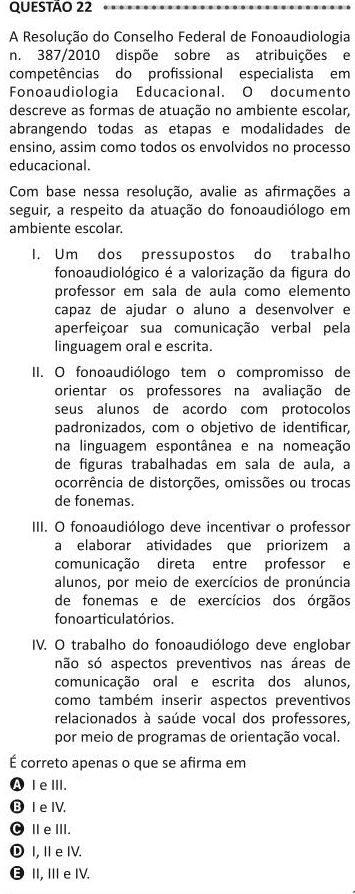 QUESTÃO 22
A Resolução do Conselho Federal de Fonoaudiologia
n. 387/2010 dispõe sobre as atribuições e
competências do profissional especialista em
Fonoaudiologia Educacional. O documento
descreve as formas de atuação no ambiente escolar,
abrangendo todas as etapas e modalidades de
ensino, assim como todos os envolvidos no processo
educacional.
Com base nessa resolução, avalie as afirmações a
seguir, a respeito da atuação do fonoaudiólogo em
ambiente escolar.
I. Um dos pressupostos do trabalho
fonoaudiológico é a valorização da figura do
professor em sala de aula como elemento
capaz de ajudar o aluno a desenvolver e
aperfeiçoar sua comunicação verbal pela
linguagem oral e escrita.
II. O fonoaudiólogo tem o compromisso de
orientar os professores na avaliação de
seus alunos de acordo com protocolos
padronizados, com o objetivo de identificar,
na linguagem espontânea e na nomeação
de figuras trabalhadas em sala de aula, a
ocorrência de distorções, omissões ou trocas
de fonemas.
III. O fonoaudiólogo deve incentivar o professor
a elaborar atividades que priorizem a
comunicação direta entre professor e
alunos, por meio de exercícios de pronúncia
de fonemas e de exercícios dos órgãos
fonoarticulatórios.
IV. O trabalho do fonoaudiólogo deve englobar
não só aspectos preventivos nas áreas de
comunicação oral e escrita dos alunos,
como também inserir aspectos preventivos
relacionados à saúde vocal dos professores,
por meio de programas de orientação vocal.
É correto apenas o que se afirma em
A I e III.
B I e IV.
C II e III.
D I, II e IV.
E II, III e IV.